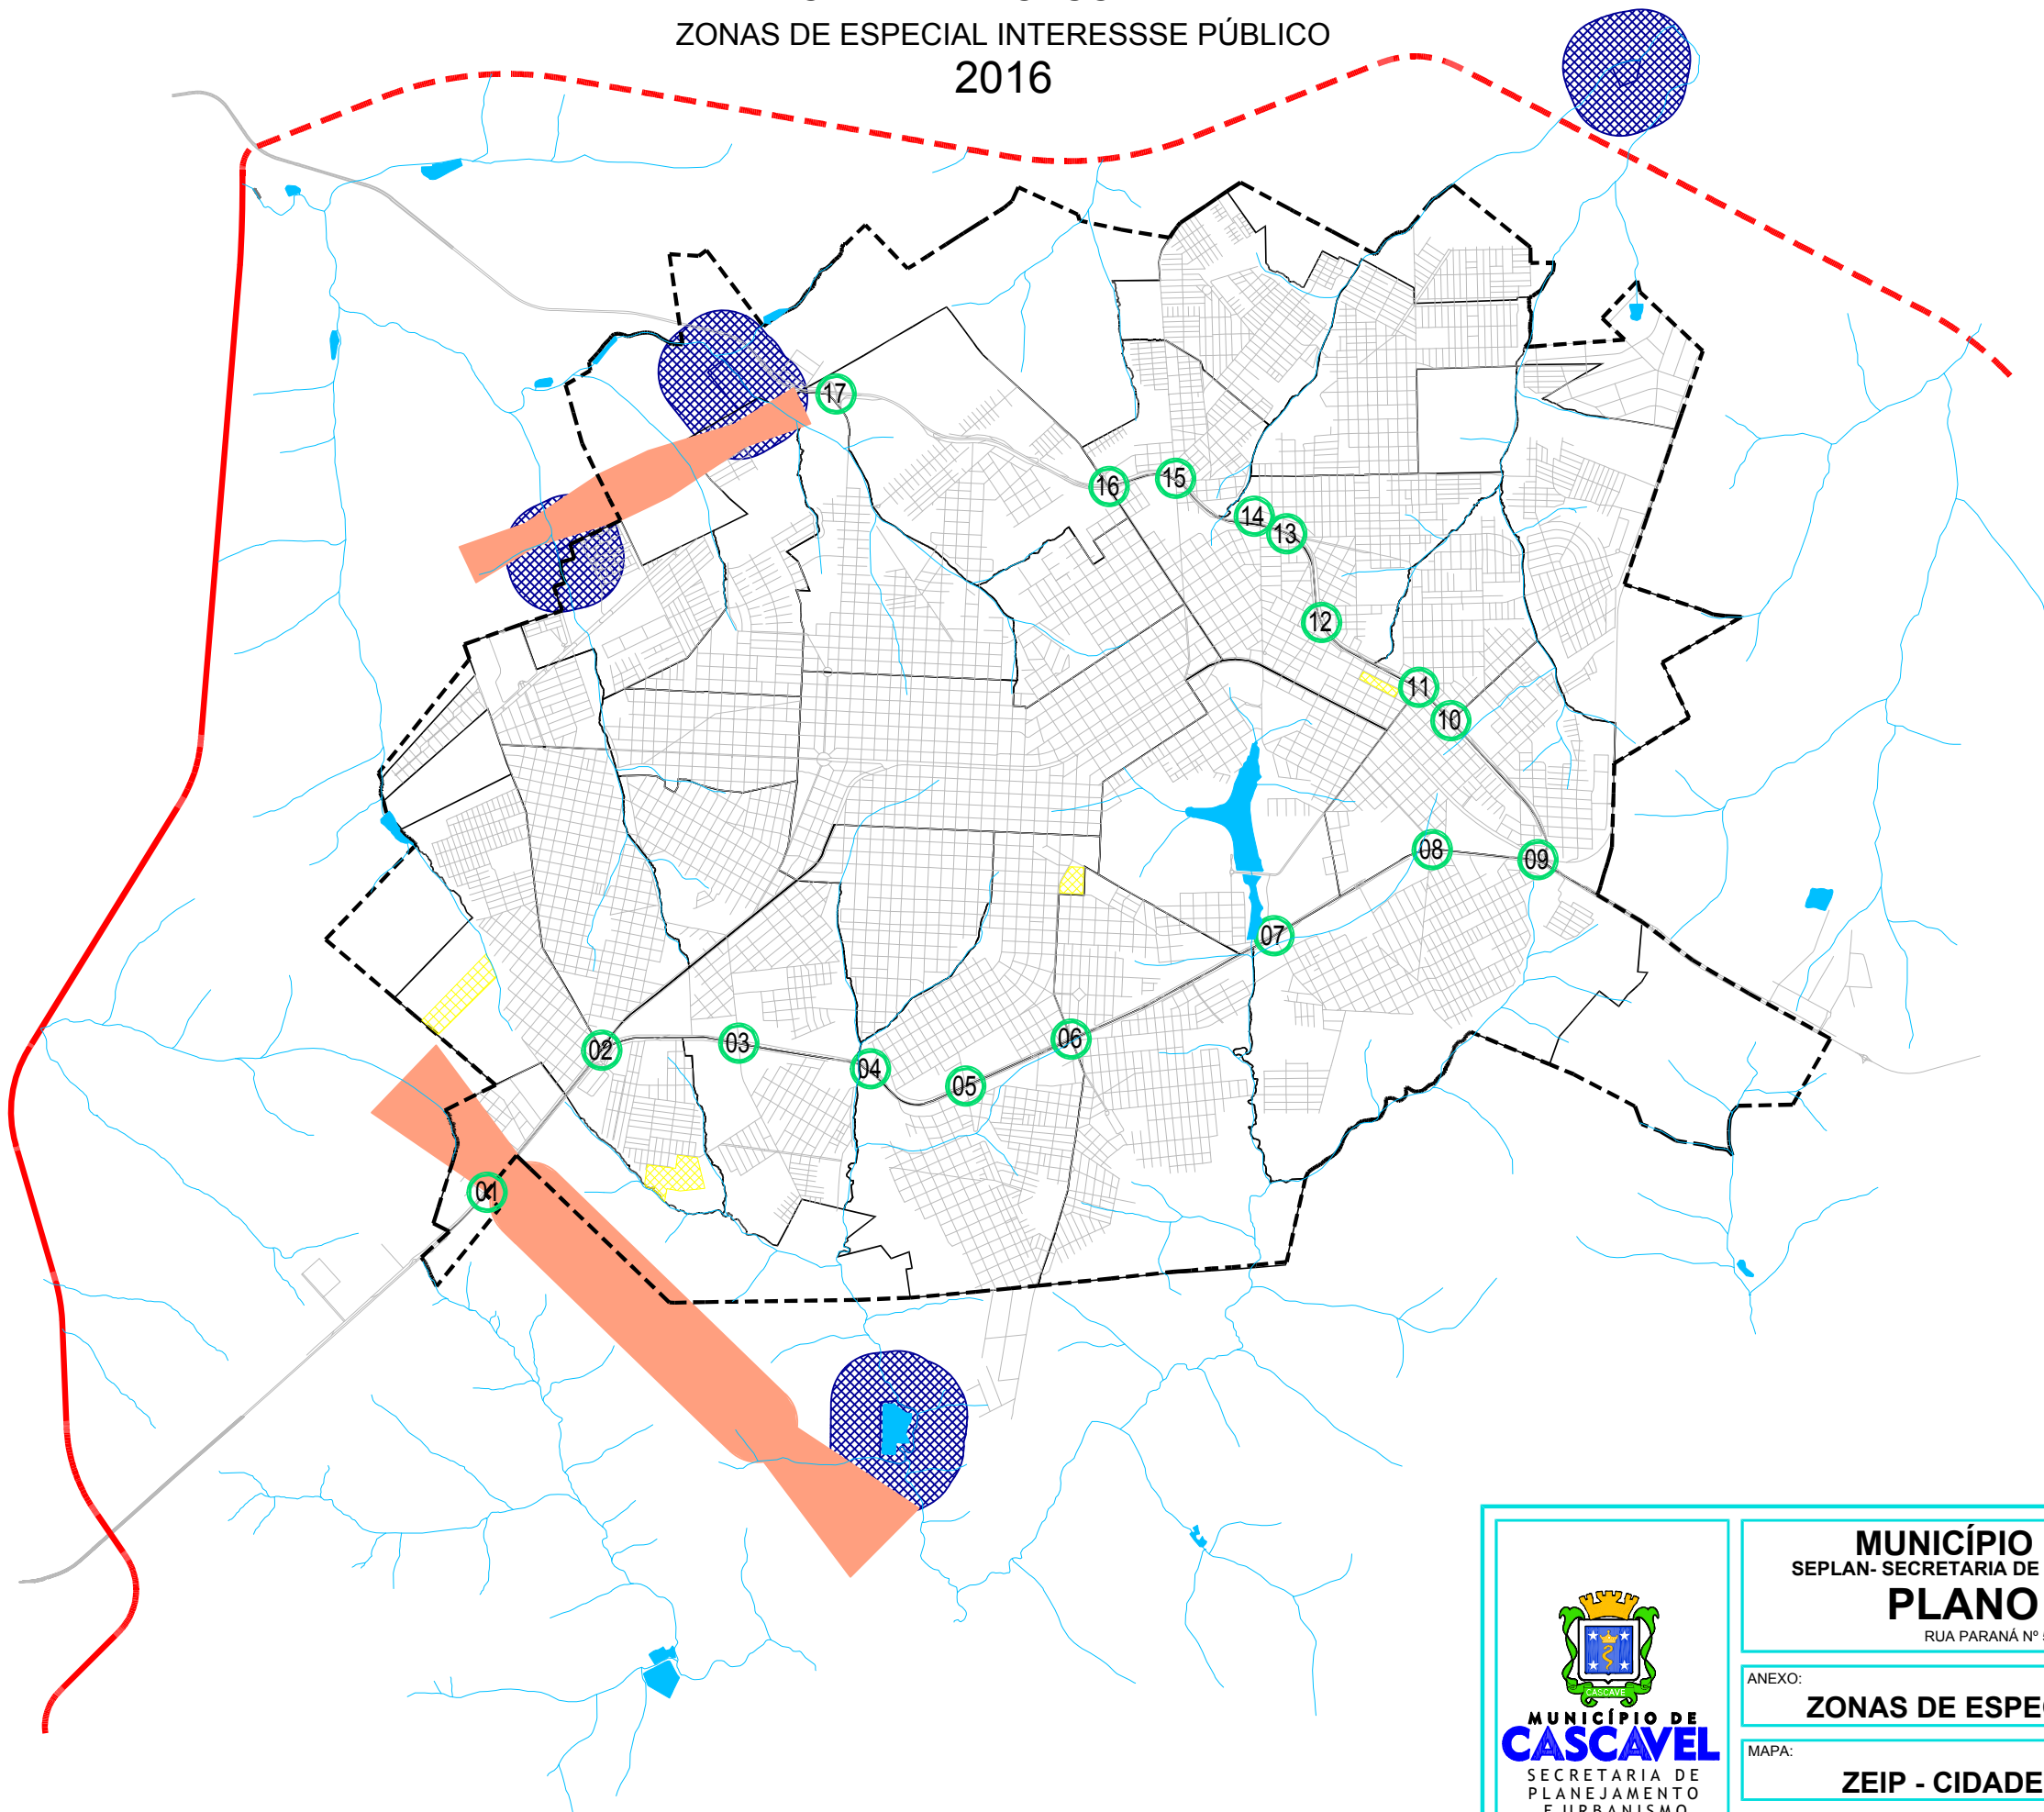 ZONAS DE ESPECIAL INTERESSSE PÚBLICO
2016
17
16
15
14
13
12
11
10
09
08
07
06
05
04
03
02
01
MUNICÍPIO
SEPLAN- SECRETARIA DE
PLANO
RUA PARANÁ Nº
ANEXO:
ZONAS DE ESPE
MAPA:
ZEIP - CIDADE
CASCAVE
MUNICÍPIO DE
CASCAVEL
SECRETARIA DE
PLANEJAMENTO
E URBANISMO